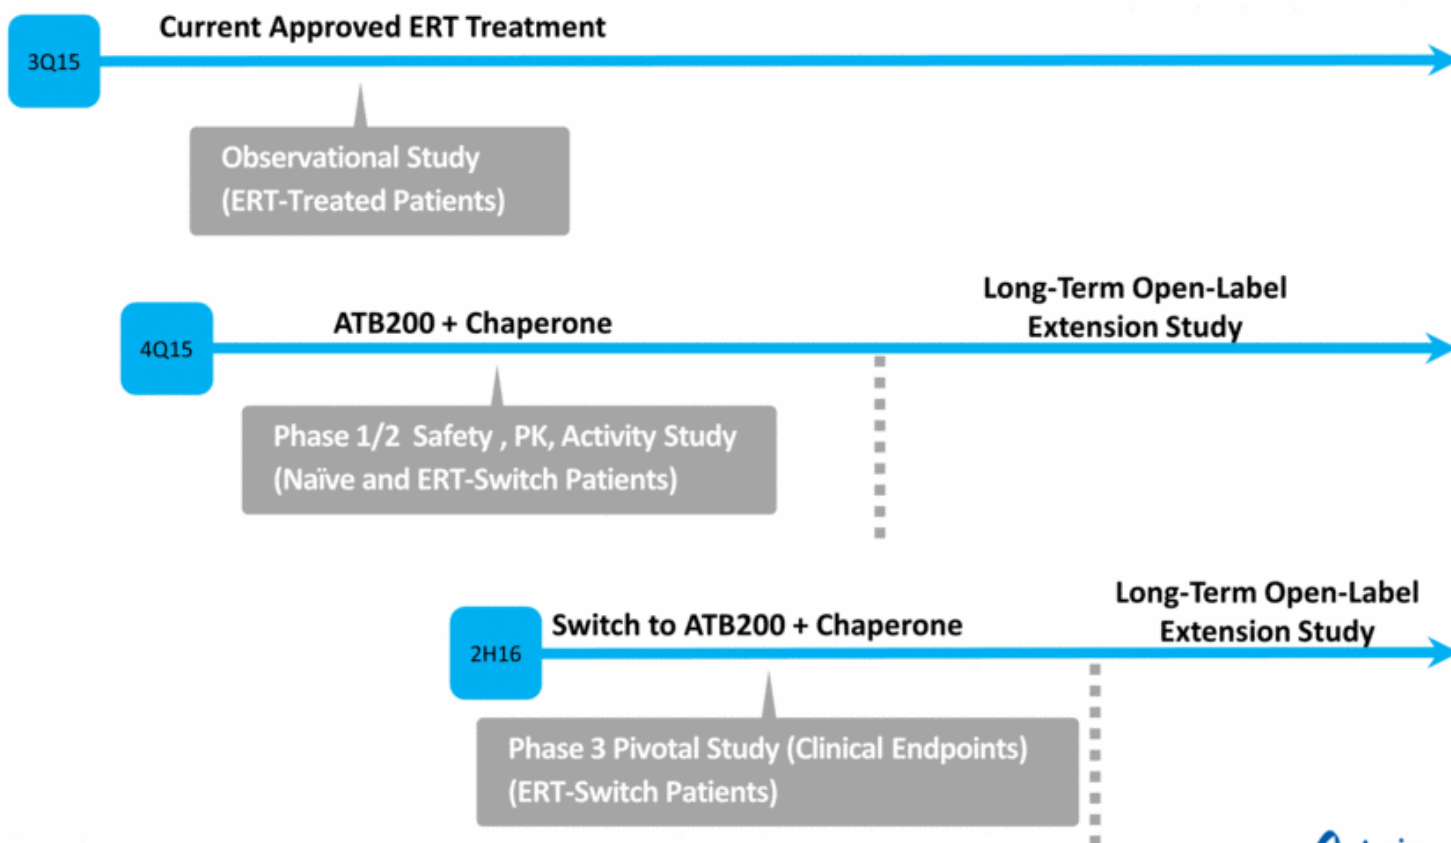 Current Approved ERT Treatment
3Q15
Observational Study
(ERT-Treated Patients)
Long-Term Open-Label
Extension Study
ATB200 + Chaperone
4Q15
Phase 1/2  Safety , PK, Activity Study
(Naïve and ERT-Switch Patients)
Long-Term Open-Label
Extension Study
Switch to ATB200 + Chaperone
2H16
Phase 3 Pivotal Study (Clinical Endpoints)
(ERT-Switch Patients)